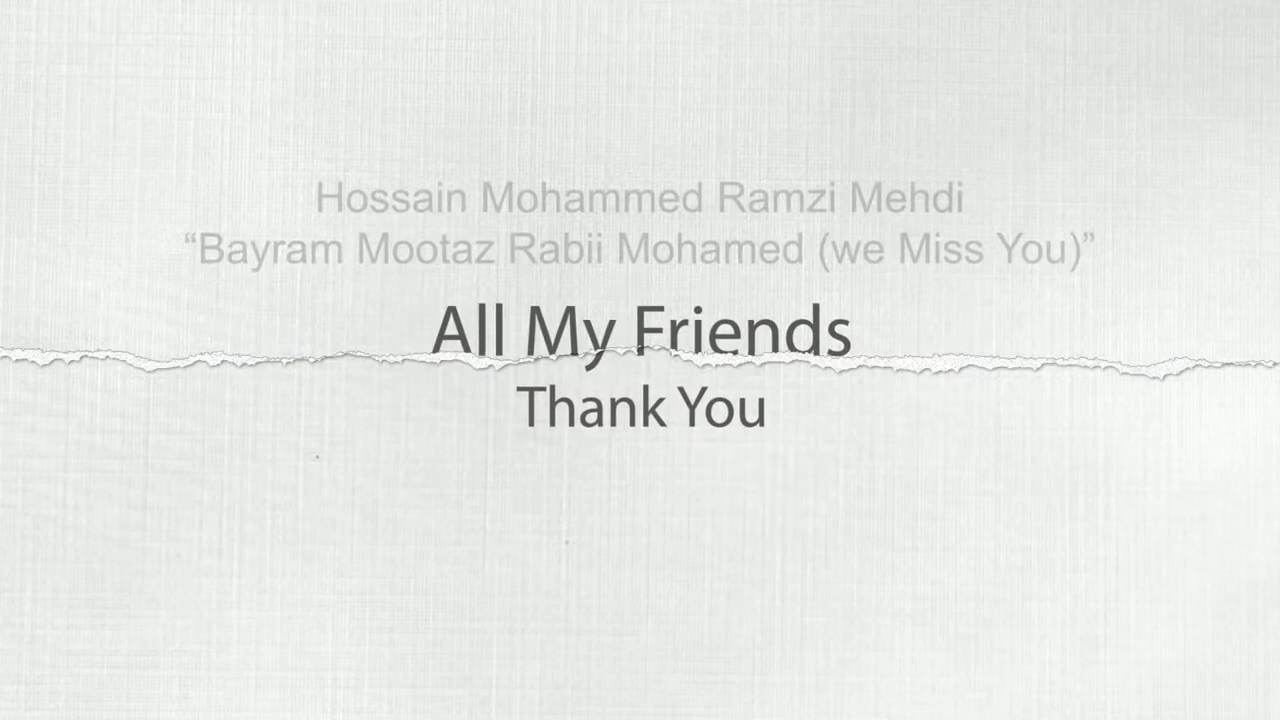 Hossain Mohammed Ramzi Mehdi
“Bayram Mootaz Rabii Mohamed (we Miss You)”
All My Friends
Thank You